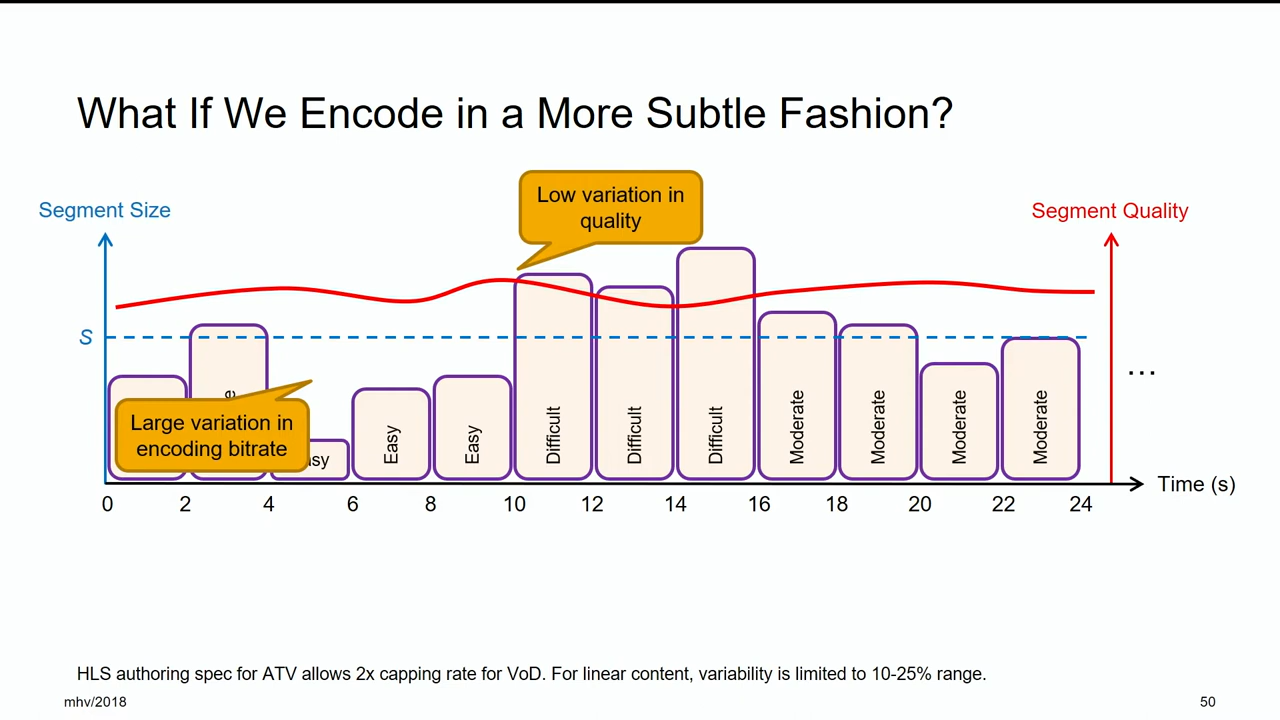 What If We Encode in a More Subtle Fashion?
Low variation in
quality
Segment Size
Segment Quality
S
Large variation in
encoding bitrate
Easy
Easy
Difficult
Difficult
Difficult
Moderate
Moderate
Moderate
Moderate
...
0 2 4 6 8 10 12 14 16 18 20 22 24
Time (s)
HLS authoring spec for ATV allows 2x capping rate for VoD. For linear content, variability is limited to 10-25% range.
mhv/2018
50